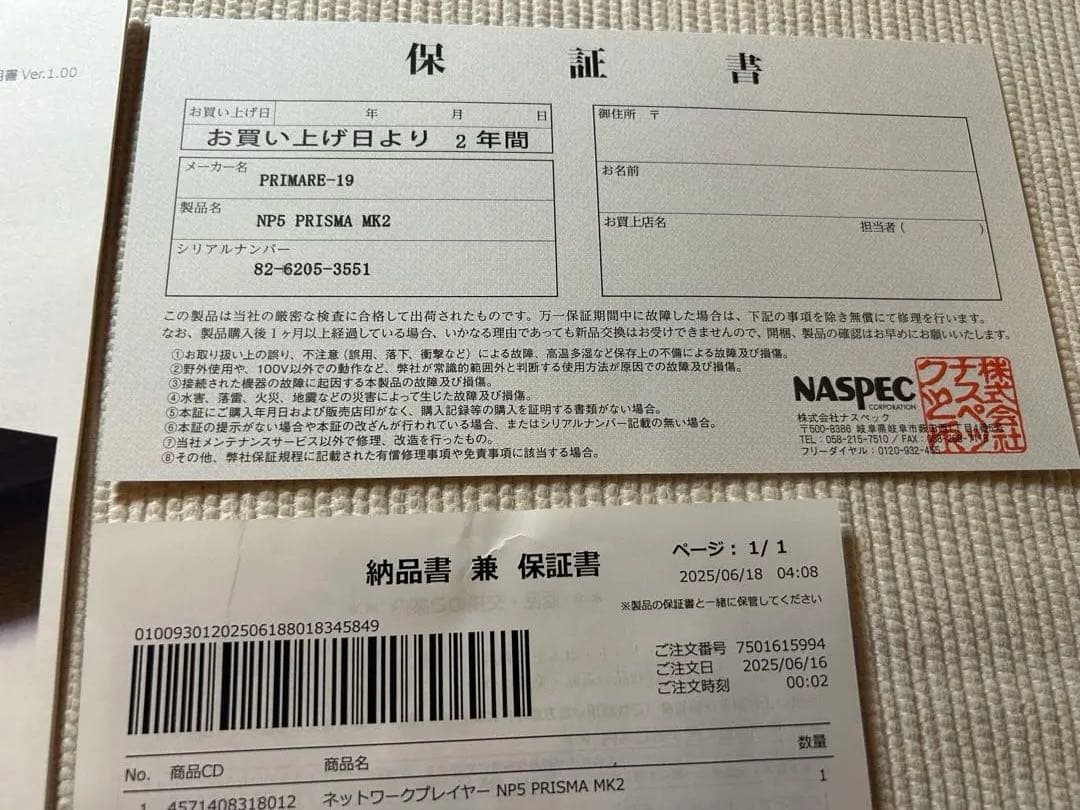 書 Ver.1.00
保証書
お買い上げ日 年 月 日
お買い上げ日より 2年間
メーカー名
PRIMARE-19
製品名
NP5 PRISMA MK2
シリアルナンバー
82-6205-3551
御住所 〒
お名前
お買上店名 担当者( )
この製品は当社の厳密な検査に合格して出荷されたものです。万一保証期間中に故障した場合は、下記の事項を除き無償にて修理を行います。
なお、製品購入後1ヶ月以上経過している場合、いかなる理由であっても新品交換はお受けできませんので、開梱、製品の確認はお早めにお願いいたします。
①お取り扱い上の誤り、不注意(誤用、落下、衝撃など)による故障、高温多湿など保存上の不備による故障及び損傷。
②野外使用や、100V以外での動作など、弊社が常識的範囲外と判断する使用方法が原因での故障及び損傷。
③接続された機器の故障に起因する本製品の故障及び損傷。
④水害、落雷、火災、地震などの災害によって生じた故障及び損傷。
⑤本証にご購入年月日および販売店印がなく、購入記録等の購入を証明する書類がない場合。
⑥本証の提示がない場合や本証の改ざんが行われている場合、またはシリアルナンバー記載の無い場合。
⑦当社メンテナンスサービス以外で修理、改造を行ったもの。
⑧その他、弊社保証規程に記載された有償修理事項や免責事項に該当する場合。
NASPEC
CORPORATION
株式会社ナスペック
〒500-8386 岐阜県岐阜市薮田西1丁目4番5号
TEL:058-215-7510 / FAX:
フリーダイヤル:0120-932-455
株式会社
ナスペック
納品書 兼 保証書
ページ: 1/ 1
2025/06/18 04:08
※製品の保証書と一緒に保管してください
01009301202506188018345849
ご注文番号 7501615994
ご注文日 2025/06/16
ご注文時刻 00:02
No. 商品CD 商品名 数量
1 4571408318012 ネットワークプレイヤー NP5 PRISMA MK2 1